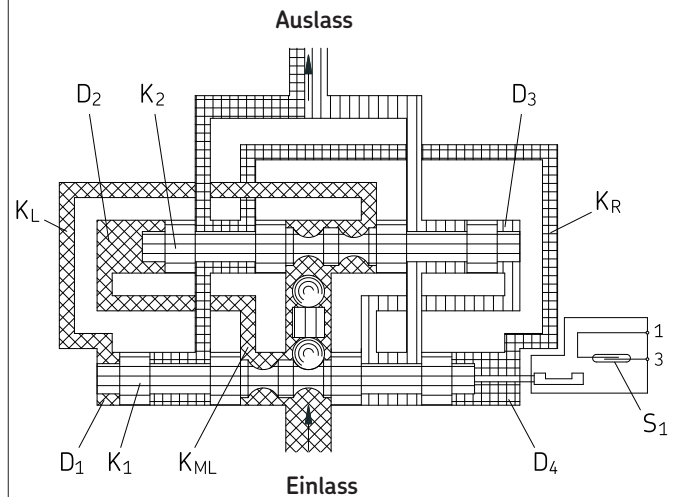 Auslass
D2 K2 D3
KL KR
1
3
S1
D1 K1 KML D4
Einlass